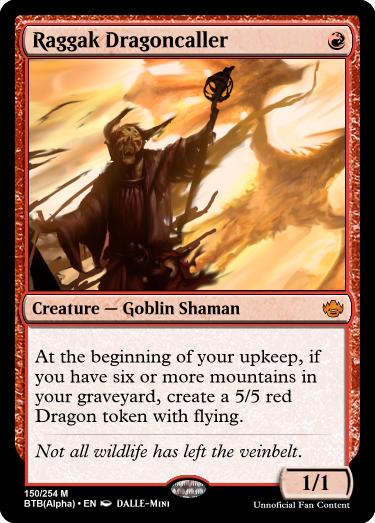 Raggak Dragoncaller
Creature — Goblin Shaman
At the beginning of your upkeep, if
you have six or more mountains in
your graveyard, create a 5/5 red
Dragon token with flying.
Not all wildlife has left the veinbelt.
1/1
150/254 M
BTB(Alpha) • EN DALLE-Mini
Unnoficial Fan Content